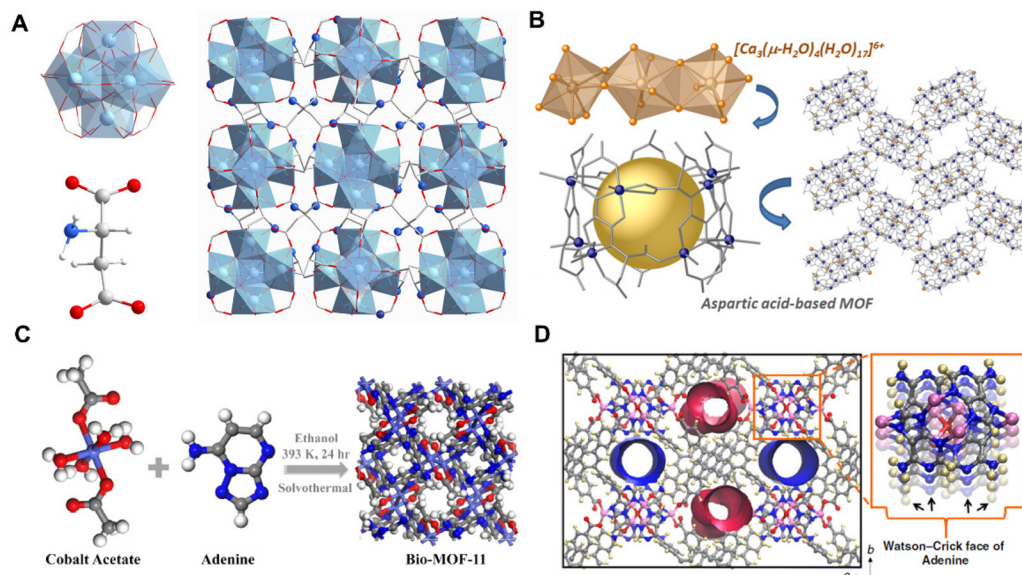 A
B
[Ca3(μ-H2O)4(H2O)17]6+
Aspartic acid-based MOF
C
Ethanol
393 K, 24 hr
Solvothermal
Cobalt Acetate
Adenine
Bio-MOF-11
D
b
Watson–Crick face of
Adenine